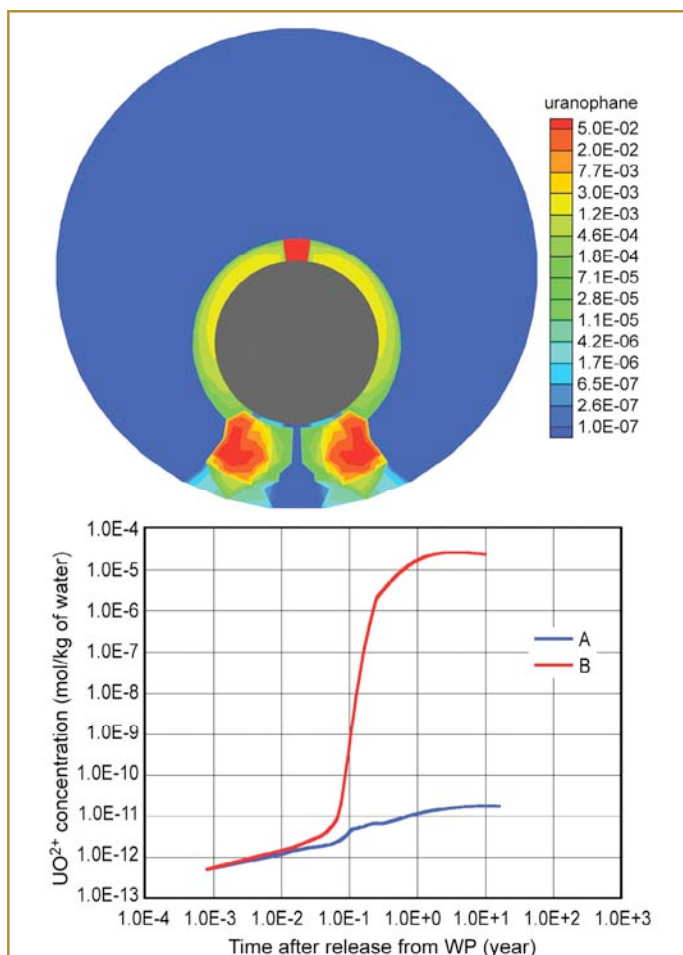 uranophane
5.0E-02
2.0E-02
7.7E-03
3.0E-03
1.2E-03
4.6E-04
1.8E-04
7.1E-05
2.8E-05
1.1E-05
4.2E-06
1.7E-06
6.5E-07
2.6E-07
1.0E-07
UO²⁺ concentration (mol/kg of water)
1.0E-4
1.0E-5
1.0E-6
1.0E-7
1.0E-8
1.0E-9
1.0E-10
1.0E-11
1.0E-12
1.0E-13
A
B
1.0E-4 1.0E-3 1.0E-2 1.0E-1 1.0E+0 1.0E+1 1.0E+2 1.0E+3
Time after release from WP (year)